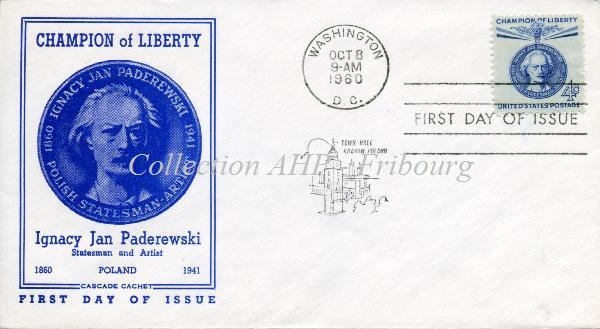 CHAMPION of LIBERTY
IGNACY JAN PADEREWSKI
1860
1941
POLISH STATESMAN-ARTIST
Ignacy Jan Paderewski
Statesman and Artist
1860 POLAND 1941
CASCADE CACHET
FIRST DAY OF ISSUE
WASHINGTON
OCT 8
9-AM
1960
D. C.
TOWN HALL
KRAKOW POLAND
CHAMPION OF LIBERTY
4¢
UNITED STATES POSTAGE
FIRST DAY OF ISSUE
Collection AHP - Fribourg